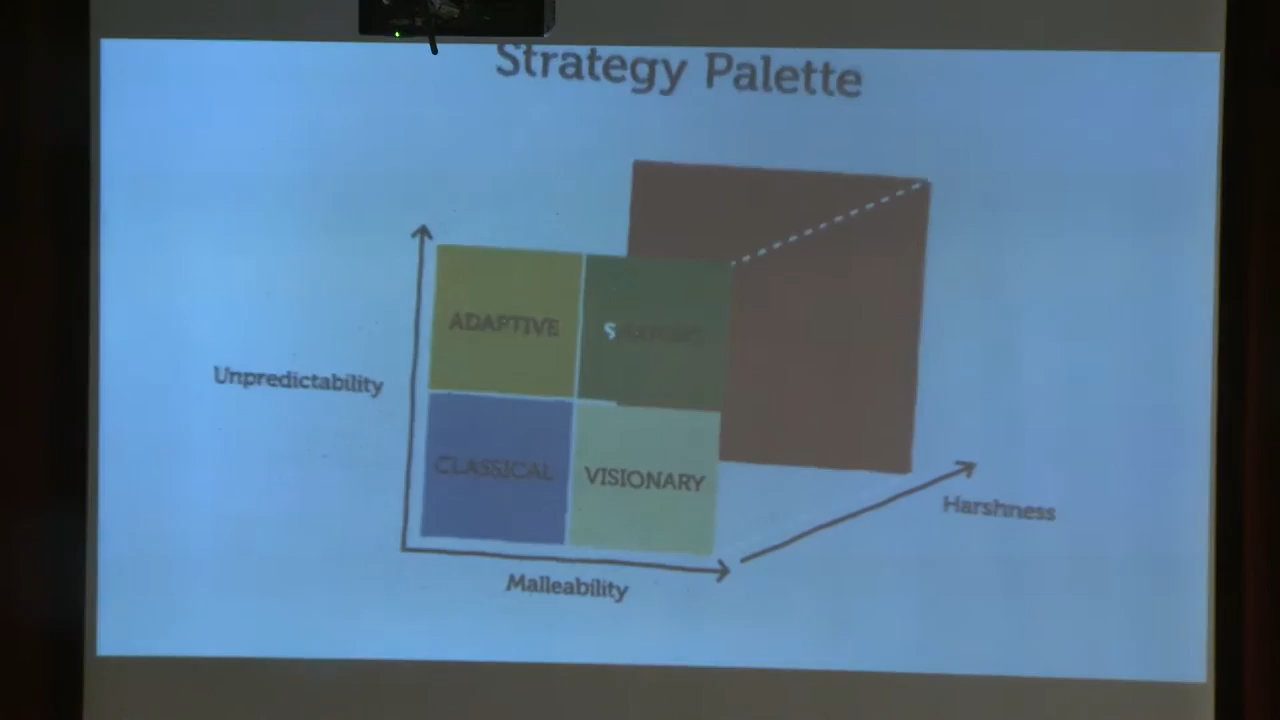 Strategy Palette
ADAPTIVE
Unpredictability
CLASSICAL
VISIONARY
Harshness
Malleability